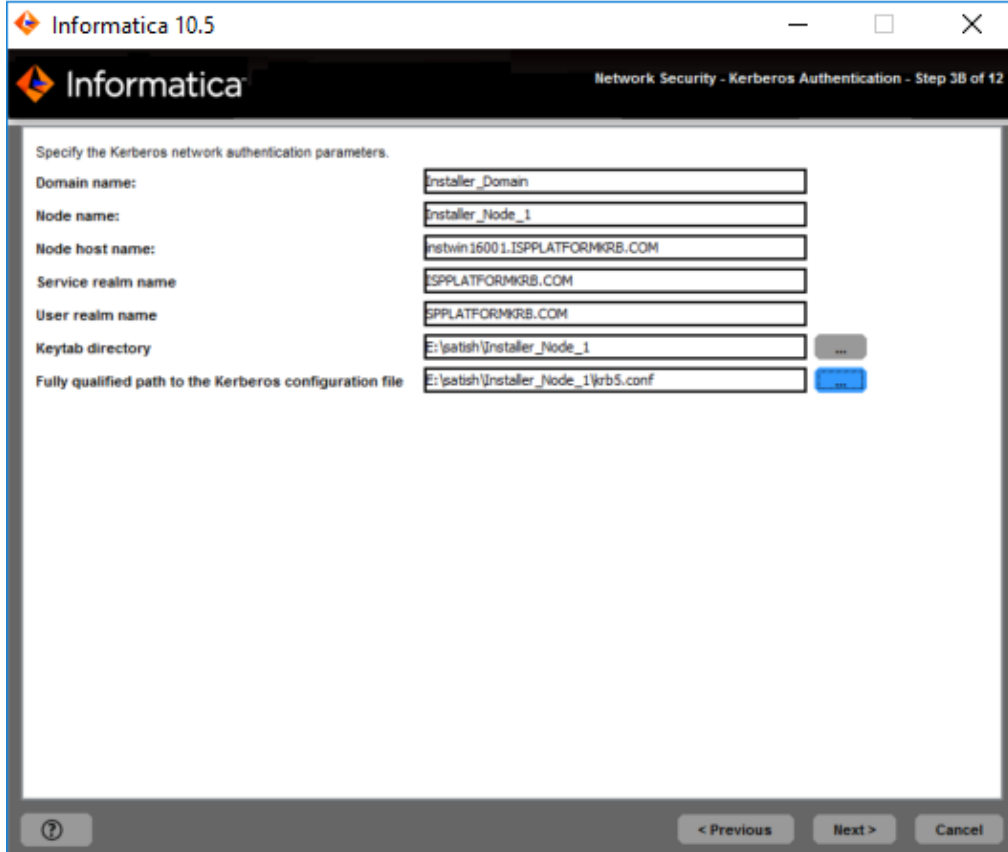 Informatica 10.5
Informatica
Network Security - Kerberos Authentication - Step 3B of 12
Specify the Kerberos network authentication parameters.
Domain name: Installer_Domain
Node name: Installer_Node_1
Node host name: instwin16001.ISPPLATFORMKRB.COM
Service realm name ISPPLATFORMKRB.COM
User realm name SPPLATFORMKRB.COM
Keytab directory E:\satish\Installer_Node_1 ...
Fully qualified path to the Kerberos configuration file E:\satish\Installer_Node_1\krb5.conf ...
? < Previous Next > Cancel